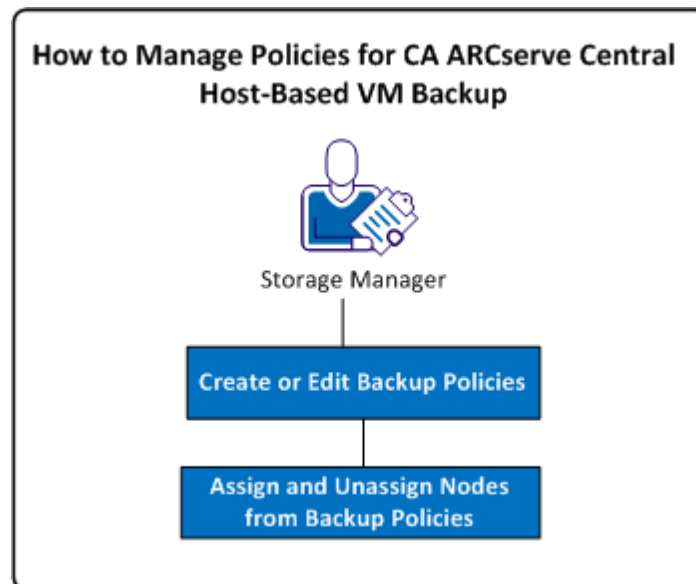 How to Manage Policies for CA ARCserve Central
Host-Based VM Backup
Storage Manager
Create or Edit Backup Policies
Assign and Unassign Nodes
from Backup Policies